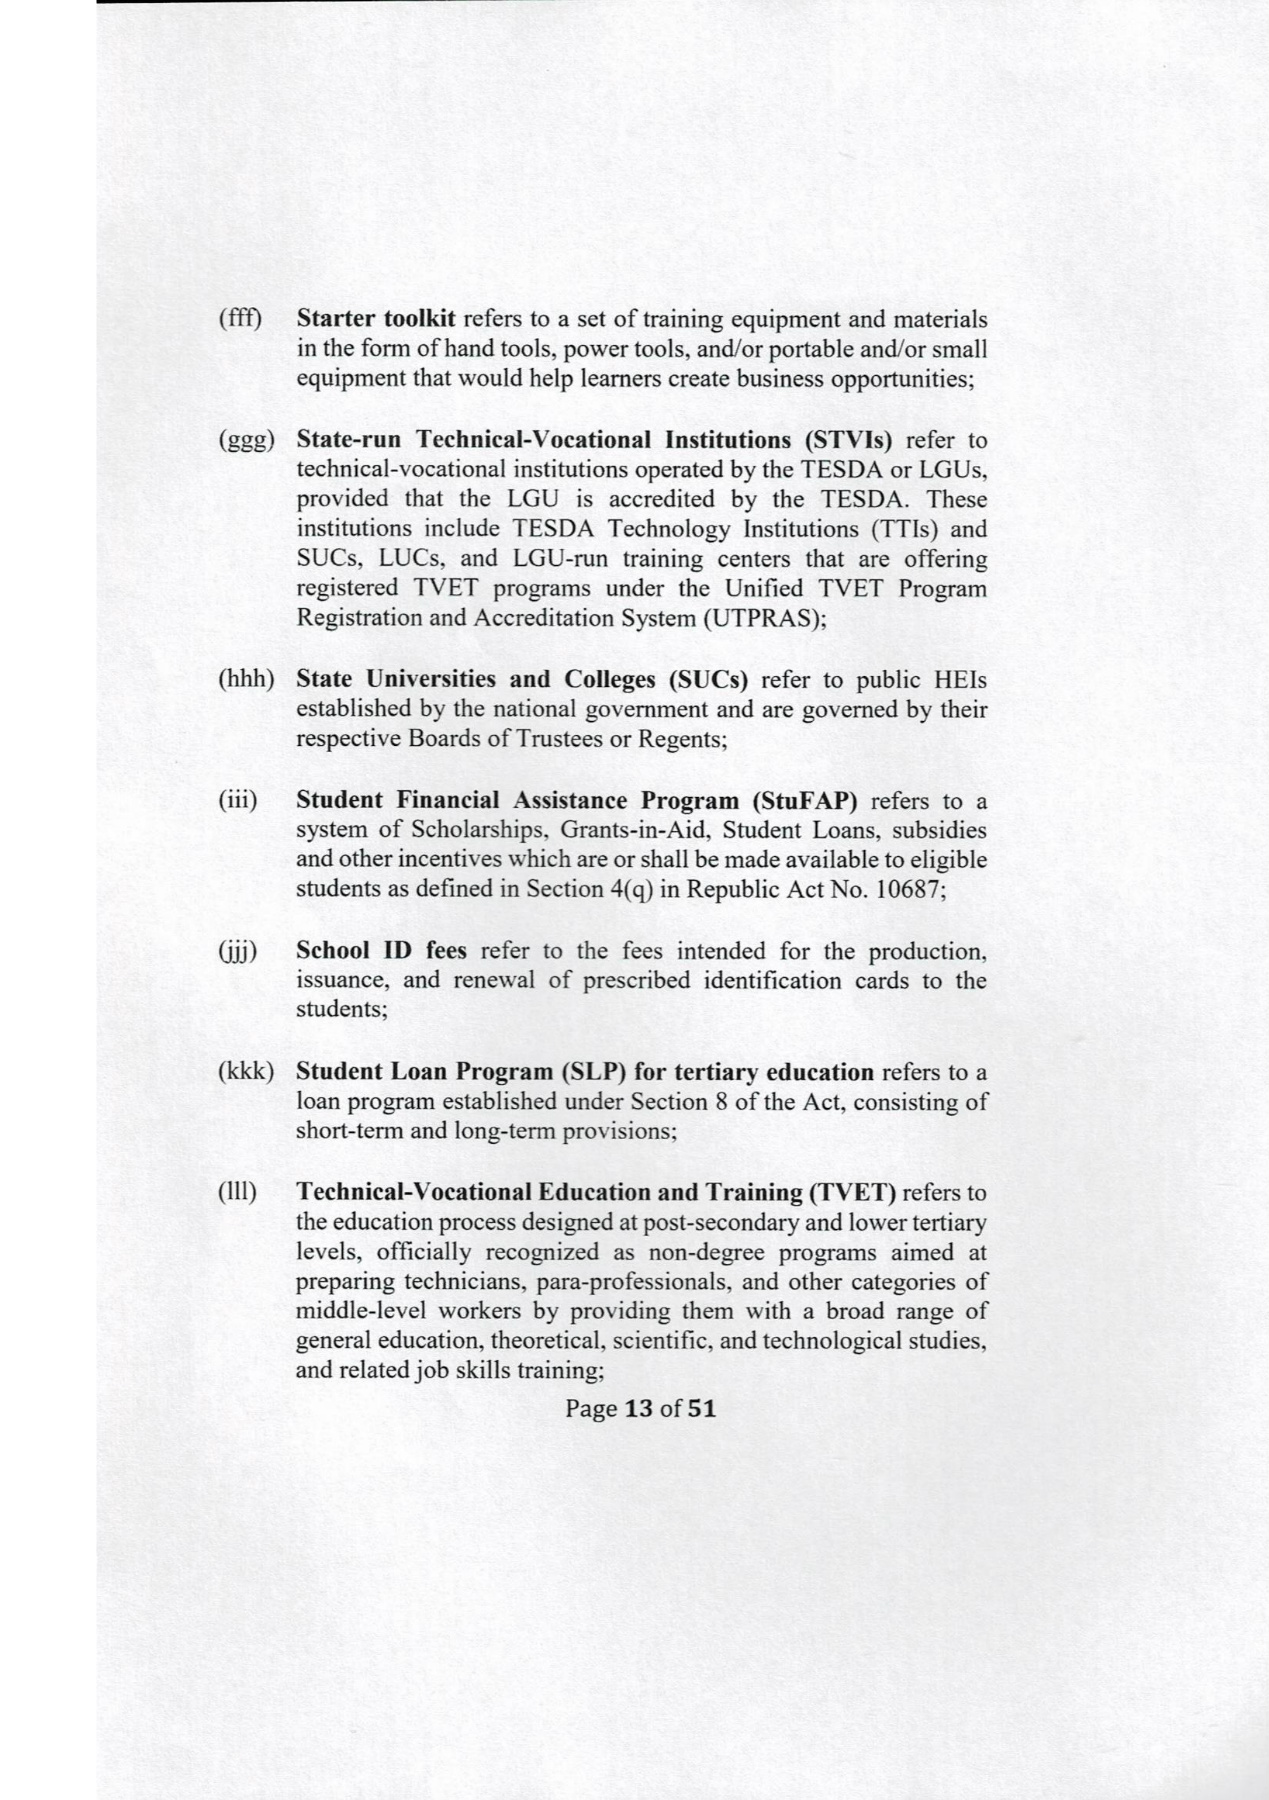 (fff) Starter toolkit refers to a set of training equipment and materials
in the form of hand tools, power tools, and/or portable and/or small
equipment that would help learners create business opportunities;
(ggg) State-run Technical-Vocational Institutions (STVIs) refer to
technical-vocational institutions operated by the TESDA or LGUs,
provided that the LGU is accredited by the TESDA. These
institutions include TESDA Technology Institutions (TTIs) and
SUCs, LUCs, and LGU-run training centers that are offering
registered TVET programs under the Unified TVET Program
Registration and Accreditation System (UTPRAS);
(hhh) State Universities and Colleges (SUCs) refer to public HEIs
established by the national government and are governed by their
respective Boards of Trustees or Regents;
(iii) Student Financial Assistance Program (StuFAP) refers to a
system of Scholarships, Grants-in-Aid, Student Loans, subsidies
and other incentives which are or shall be made available to eligible
students as defined in Section 4(q) in Republic Act No. 10687;
(jjj) School ID fees refer to the fees intended for the production,
issuance, and renewal of prescribed identification cards to the
students;
(kkk) Student Loan Program (SLP) for tertiary education refers to a
loan program established under Section 8 of the Act, consisting of
short-term and long-term provisions;
(lll) Technical-Vocational Education and Training (TVET) refers to
the education process designed at post-secondary and lower tertiary
levels, officially recognized as non-degree programs aimed at
preparing technicians, para-professionals, and other categories of
middle-level workers by providing them with a broad range of
general education, theoretical, scientific, and technological studies,
and related job skills training;
Page 13 of 51